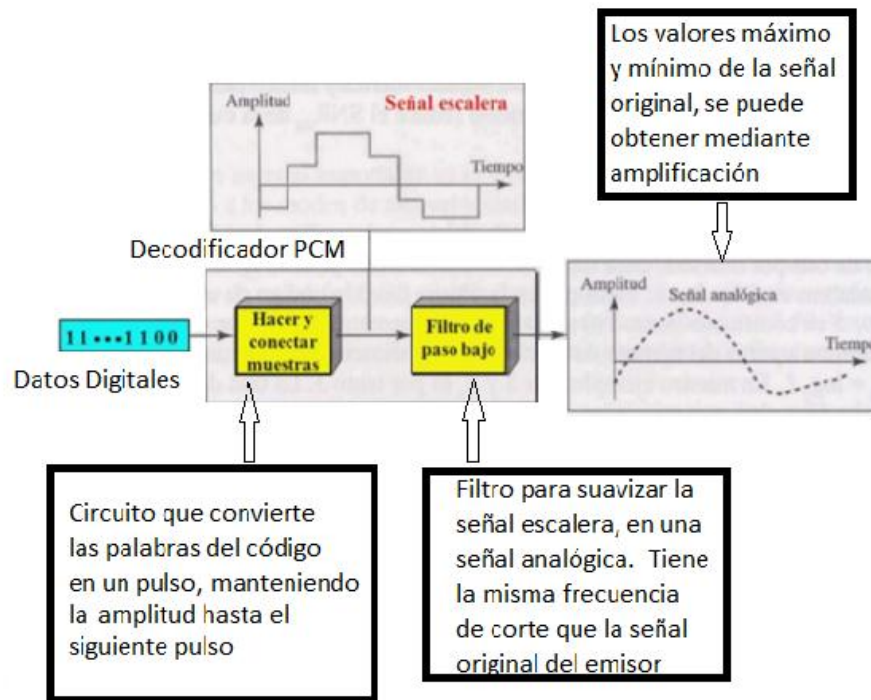 Los valores máximo
y mínimo de la señal
original, se puede
obtener mediante
amplificación
Amplitud
Señal escalera
Tiempo
Decodificador PCM
11•••1100
Datos Digitales
Hacer y
conectar
muestras
Filtro de
paso bajo
Amplitud
Señal analógica
Tiempo
Circuito que convierte
las palabras del código
en un pulso, manteniendo
la amplitud hasta el
siguiente pulso
Filtro para suavizar la
señal escalera, en una
señal analógica. Tiene
la misma frecuencia
de corte que la señal
original del emisor